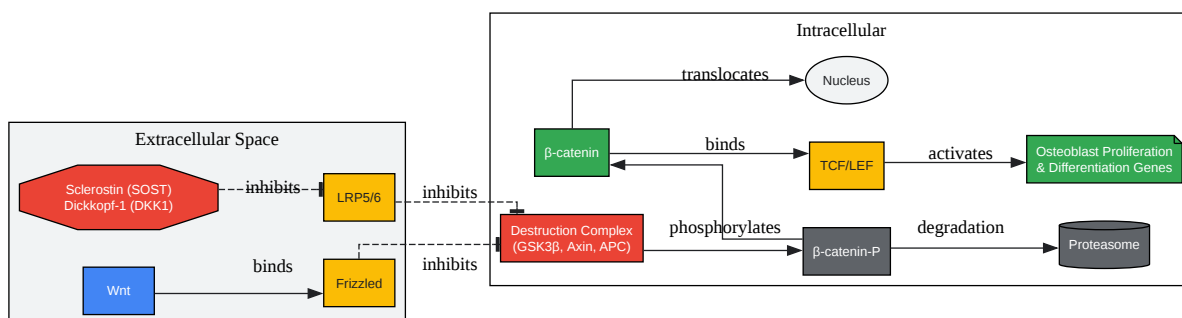 Intracellular
translocates
Nucleus
Extracellular Space
β-catenin
binds
TCF/LEF
activates
Osteoblast Proliferation
& Differentiation Genes
Sclerostin (SOST)
Dickkopf-1 (DKK1)
inhibits
LRP5/6
inhibits
Destruction Complex
(GSK3β, Axin, APC)
phosphorylates
β-catenin-P
degradation
Proteasome
Wnt
binds
Frizzled
inhibits